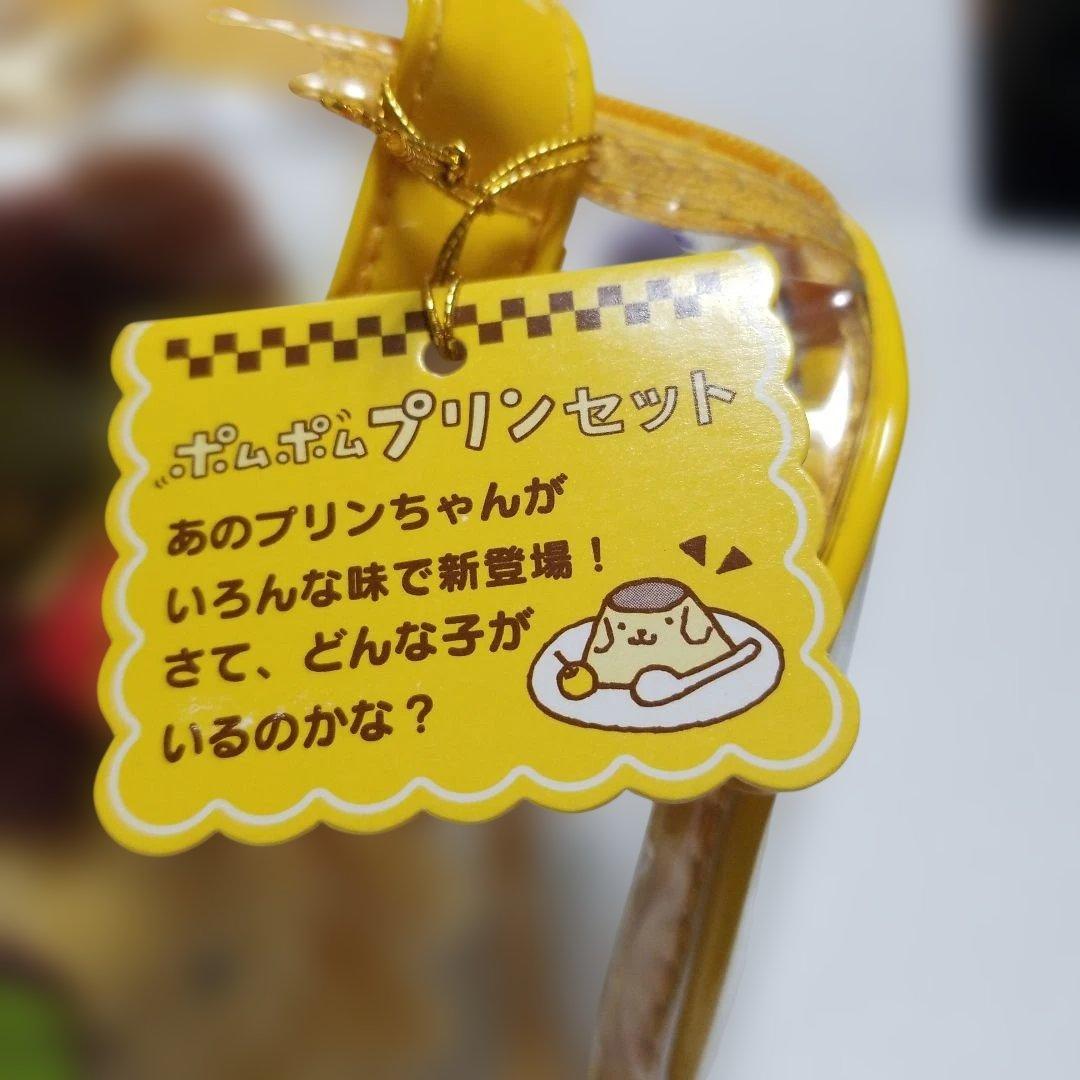 ポムポムプリンセット
あのプリンちゃんが
いろんな味で新登場！
さて、どんな子が
いるのかな？